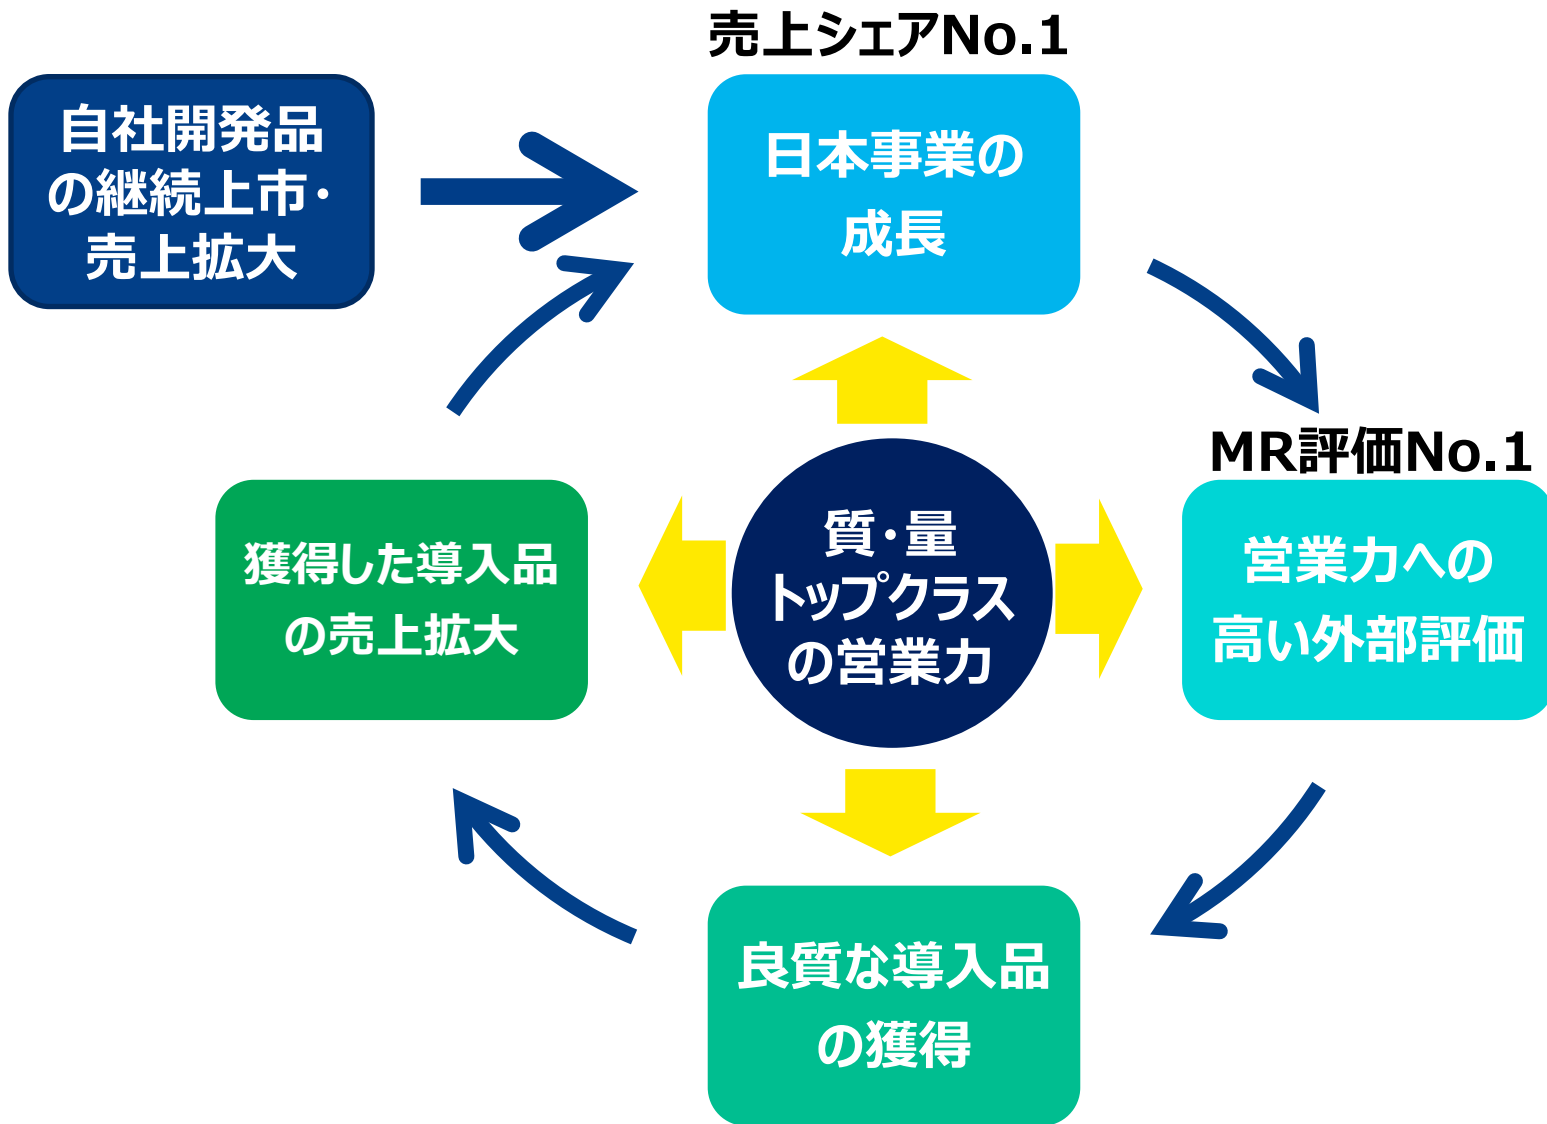 売上シェアNo.1
自社開発品
の継続上市・
売上拡大
日本事業の
成長
MR評価No.1
獲得した導入品
の売上拡大
質・量
トップクラス
の営業力
営業力への
高い外部評価
良質な導入品
の獲得